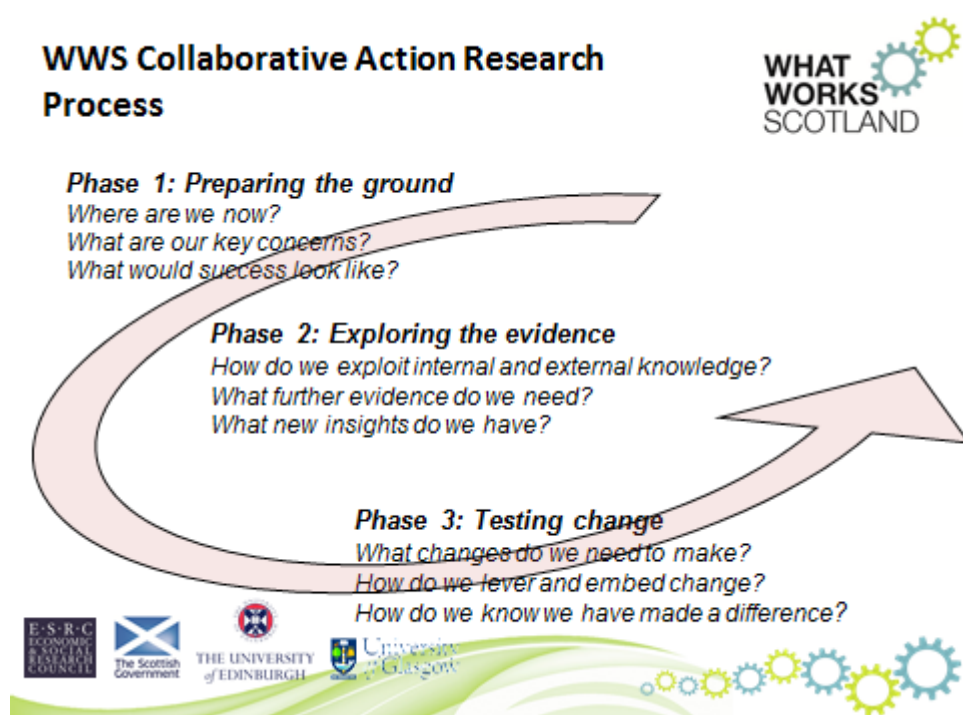 WWS Collaborative Action Research
Process
WHAT
WORKS
SCOTLAND
Phase 1: Preparing the ground
Where are we now?
What are our key concerns?
What would success look like?
Phase 2: Exploring the evidence
How do we exploit internal and external knowledge?
What further evidence do we need?
What new insights do we have?
Phase 3: Testing change
What changes do we need to make?
How do we lever and embed change?
How do we know we have made a difference?
E·S·R·C
ECONOMIC
& SOCIAL
RESEARCH
COUNCIL
The Scottish
Government
THE UNIVERSITY
of EDINBURGH
University
of Glasgow